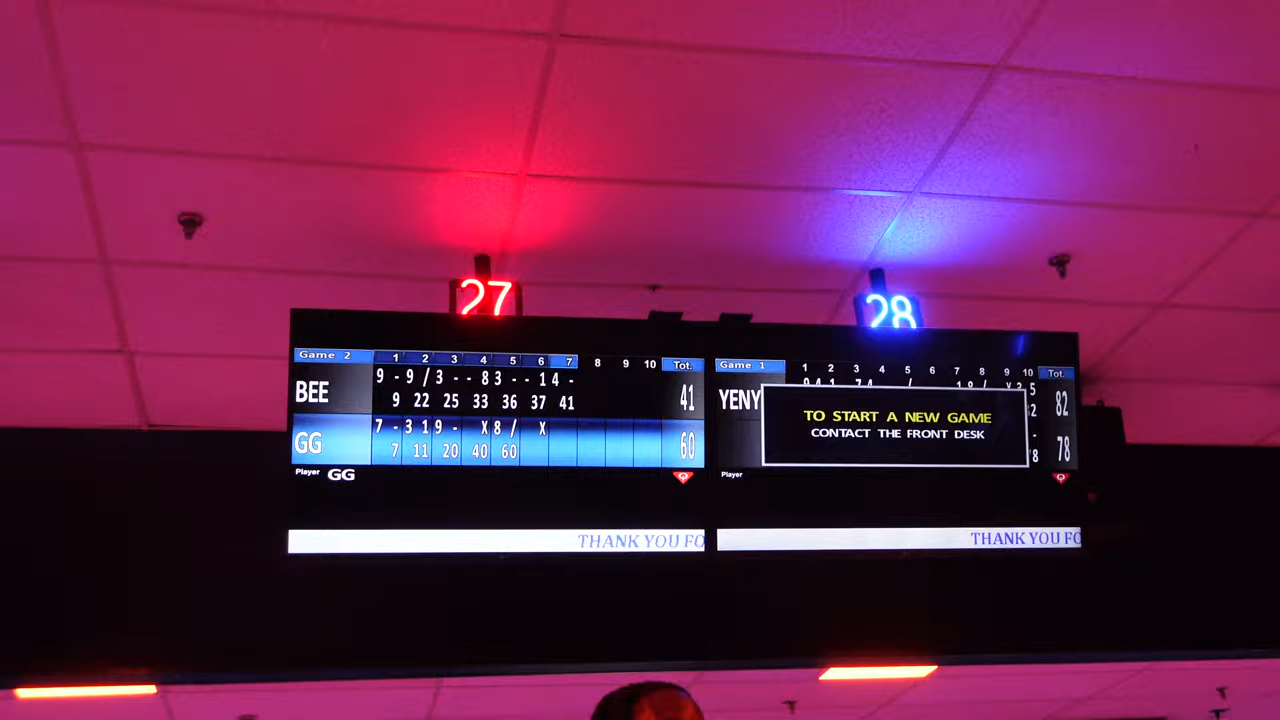 27
28
Game 2 1 2 3 4 5 6 7 8 9 10 Tot.
BEE 9 - 9 / 3 - - 8 3 - - 1 4 - 41
9 22 25 33 36 37 41
GG 7 - 3 1 9 - X 8 / X 60
7 11 20 40 60
Player GG
THANK YOU FO
Game 1 1 2 3 4 5 6 7 8 9 10 Tot.
YENY 82
78
TO START A NEW GAME
CONTACT THE FRONT DESK
Player
THANK YOU FO